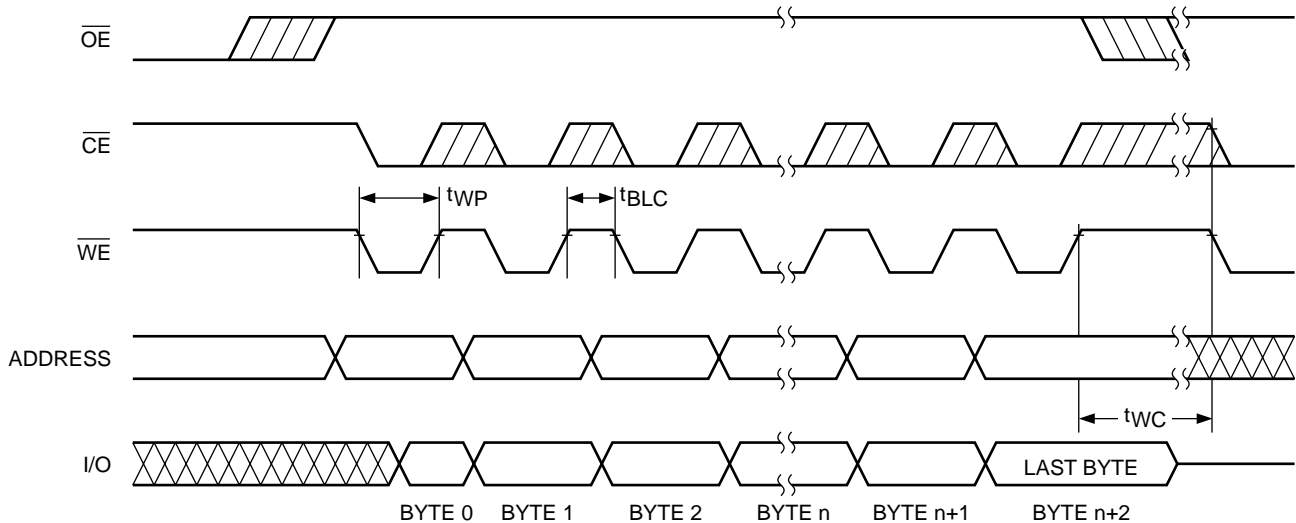 OE
CE
tWP
tBLC
WE
ADDRESS
tWC
I/O
LAST BYTE
BYTE 0 BYTE 1 BYTE 2 BYTE n BYTE n+1 BYTE n+2